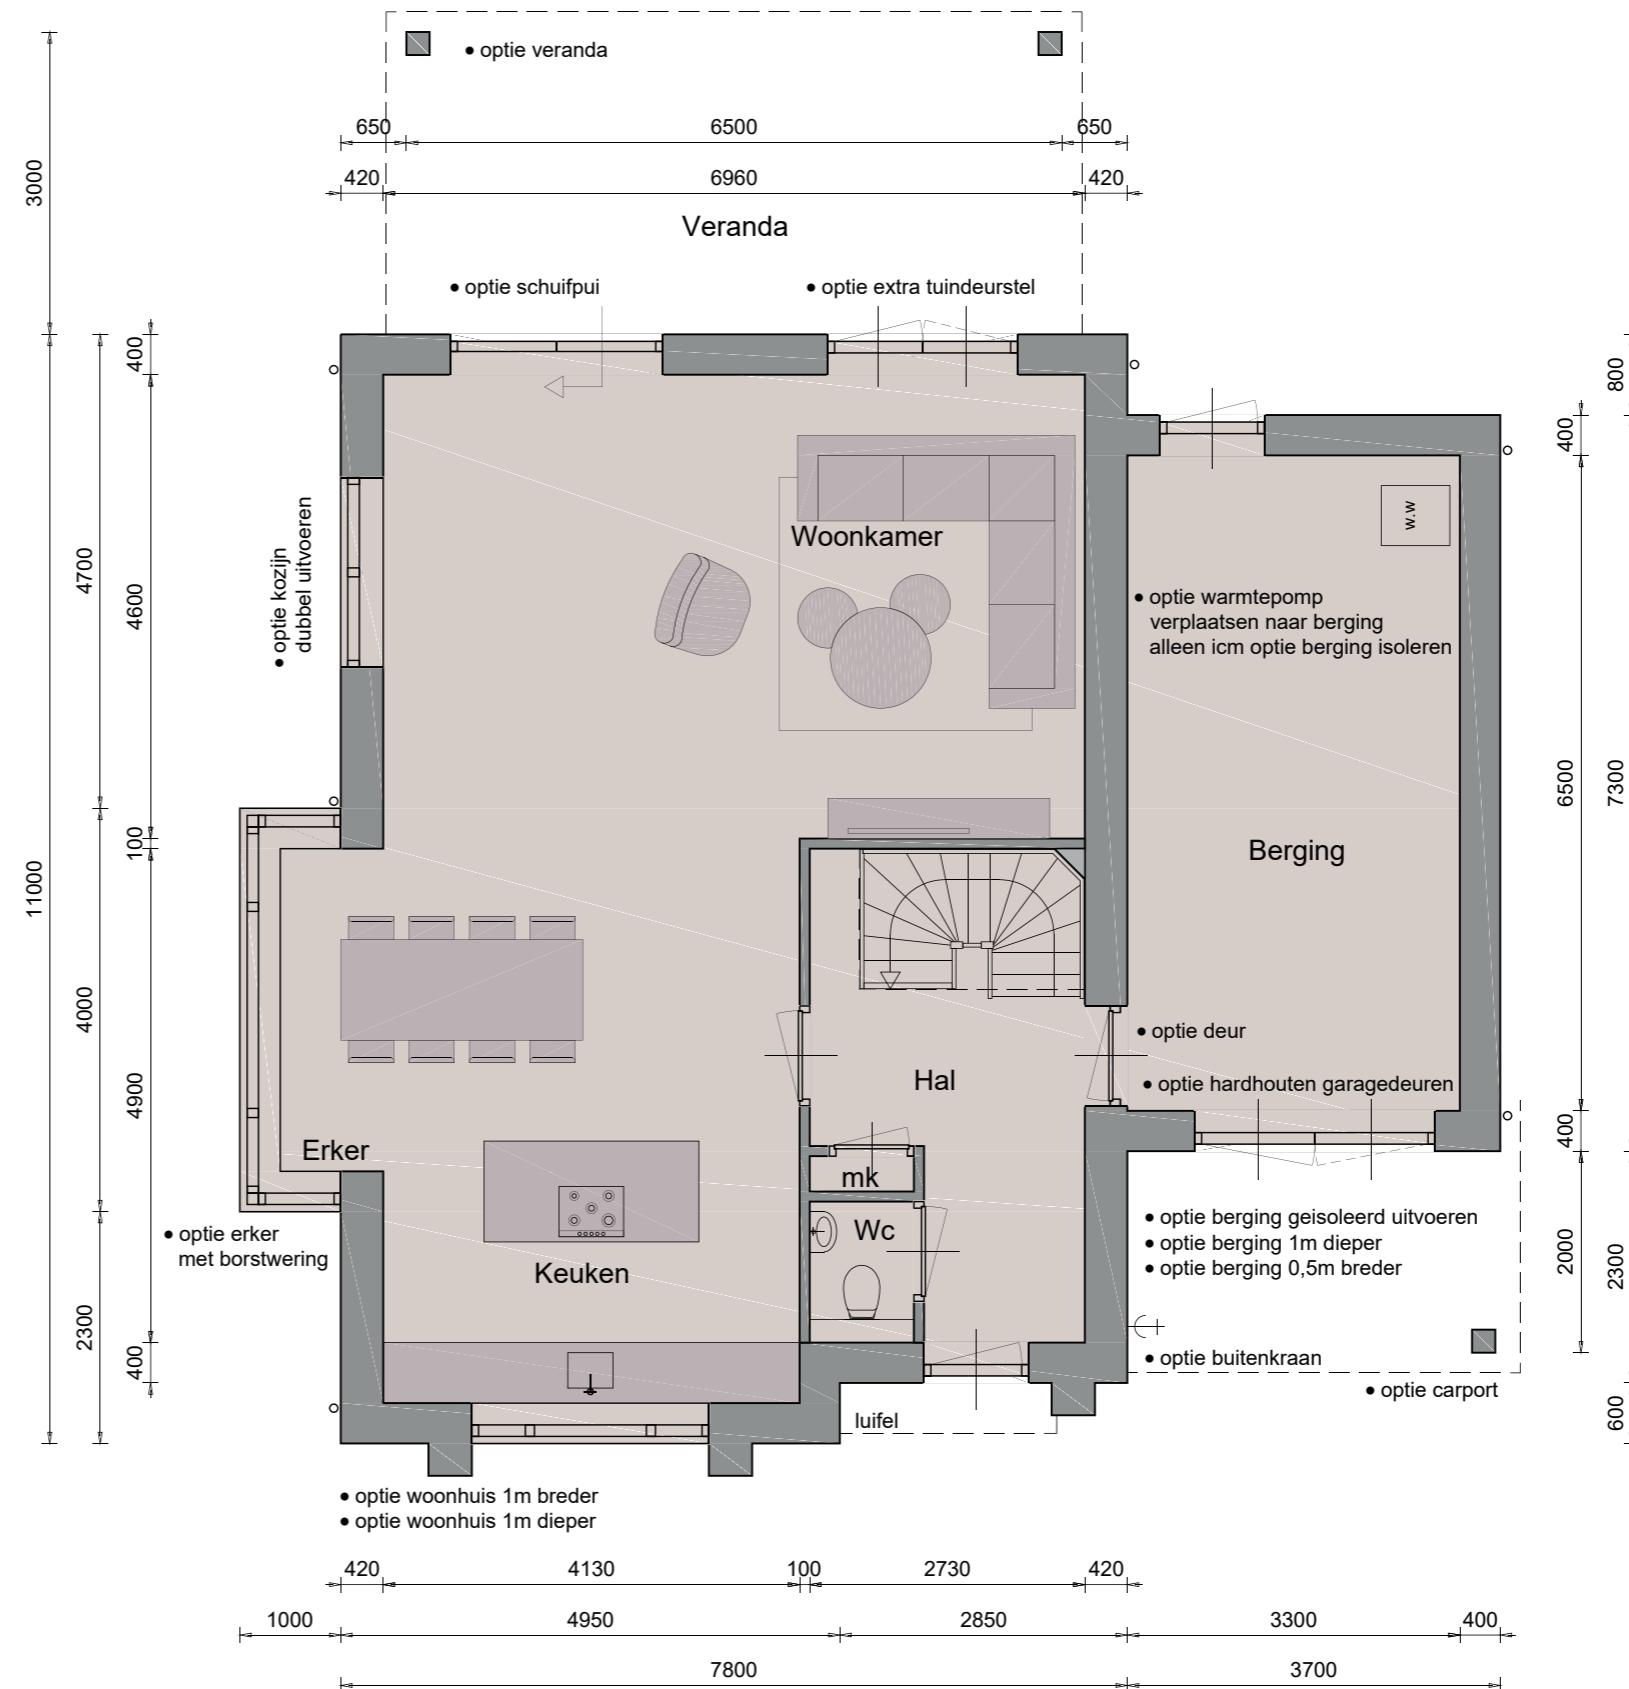 • optie veranda
650 6500 650
420 6960 420
3000
Veranda
• optie schuifpui
• optie extra tuindeurstel
400
800
400
• optie kozijn
dubbel uitvoeren
4700
4600
Woonkamer
w.w
• optie warmtepomp
verplaatsen naar berging
alleen icm optie berging isoleren
6500
7300
100
11000
Berging
4000
4900
• optie deur
Hal
• optie hardhouten garagedeuren
400
Erker
mk
Wc
• optie erker
met borstwering
Keuken
• optie berging geisoleerd uitvoeren
• optie berging 1m dieper
• optie berging 0,5m breder
2000
2300
2300
400
• optie buitenkraan
• optie carport
600
luifel
• optie woonhuis 1m breder
• optie woonhuis 1m dieper
420 4130 100 2730 420
1000 4950 2850 3300 400
7800 3700